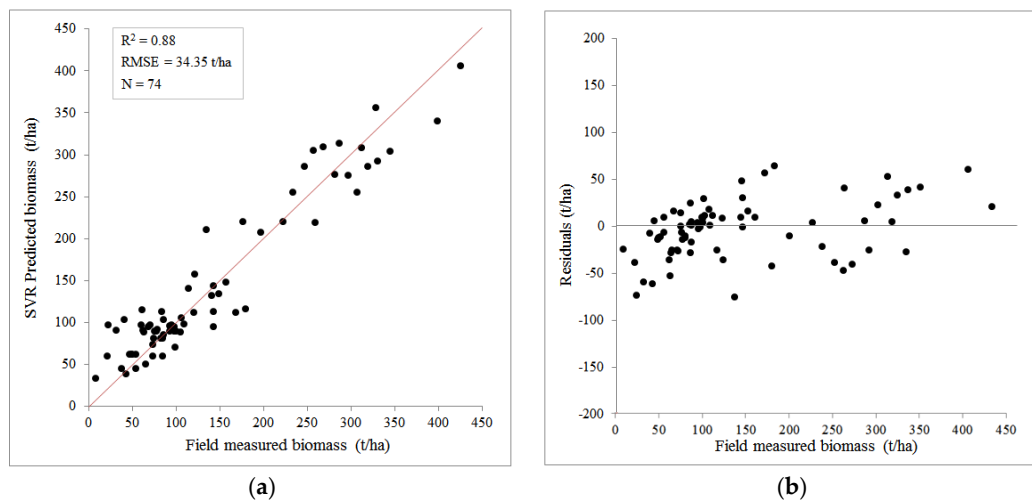 R² = 0.88
RMSE = 34.35 t/ha
N = 74
SVR Predicted biomass (t/ha)
450
400
350
300
250
200
150
100
50
0
0 50 100 150 200 250 300 350 400 450
Field measured biomass (t/ha)
(a)
Residuals (t/ha)
200
150
100
50
0
-50
-100
-150
-200
0 50 100 150 200 250 300 350 400 450
Field measured biomass (t/ha)
(b)